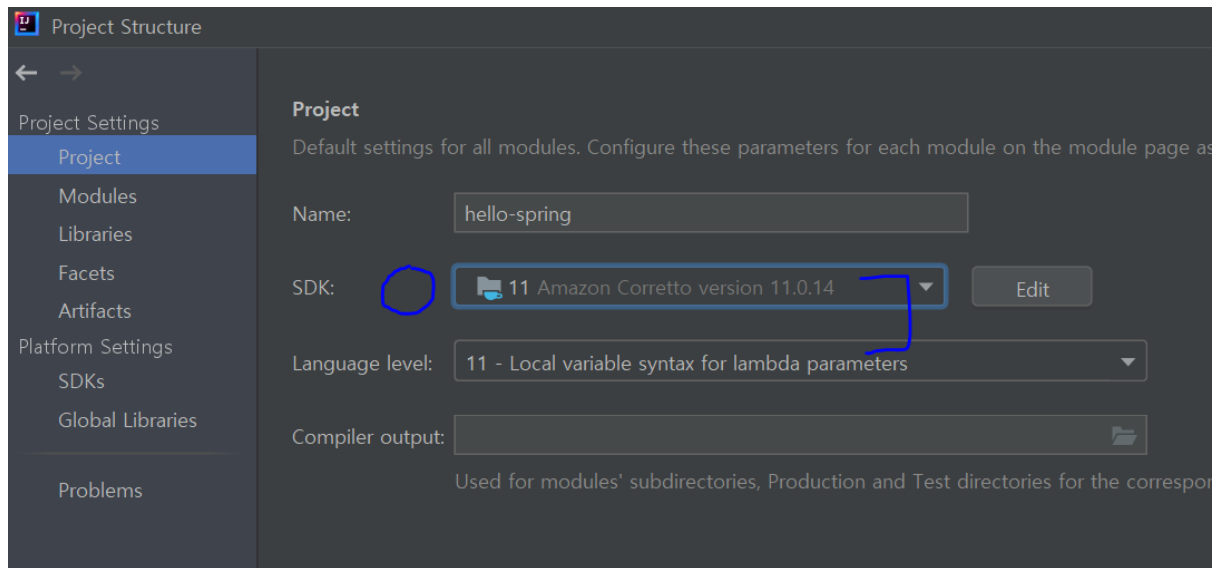 IJ
Project Structure
Project Settings
Project
Modules
Libraries
Facets
Artifacts
Platform Settings
SDKs
Global Libraries
Problems
Project
Default settings for all modules. Configure these parameters for each module on the module page as
Name: hello-spring
SDK: 11 Amazon Corretto version 11.0.14 Edit
Language level: 11 - Local variable syntax for lambda parameters
Compiler output:
Used for modules' subdirectories, Production and Test directories for the correspon